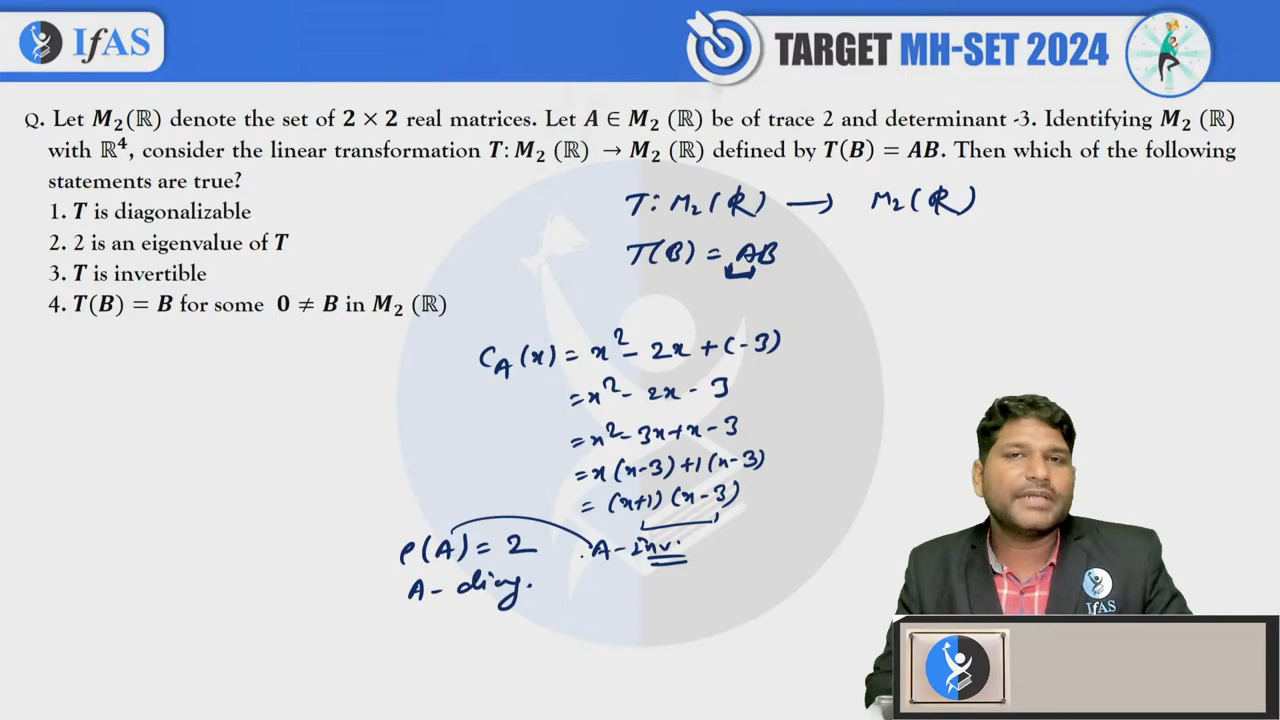 IfAS
TARGET MH-SET 2024
Q. Let M₂(ℝ) denote the set of 2 × 2 real matrices. Let A ∈ M₂ (ℝ) be of trace 2 and determinant -3. Identifying M₂ (ℝ)
with ℝ⁴, consider the linear transformation T: M₂ (ℝ) → M₂ (ℝ) defined by T(B) = AB. Then which of the following
statements are true?
1. T is diagonalizable
2. 2 is an eigenvalue of T
3. T is invertible
4. T(B) = B for some 0 ≠ B in M₂ (ℝ)
T: M₂(ℝ) → M₂(ℝ)
T(B) = AB
C_A(x) = x² - 2x + (-3)
= x² - 2x - 3
= x² - 3x + x - 3
= x(x-3) + 1(x-3)
= (x+1)(x-3)
ρ(A) = 2
∴ A - inv.
A - diag.
IfAS